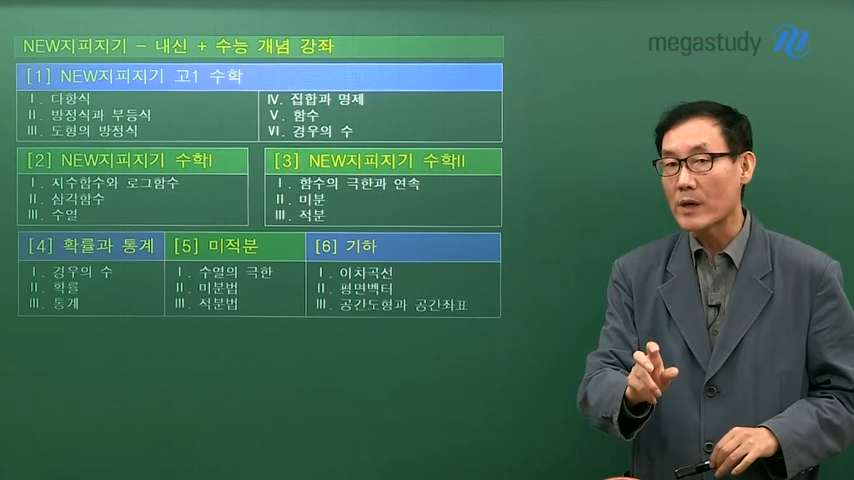 megastudy
NEW지피지기 - 내신 + 수능 개념 강좌
[1] NEW지피지기 고1 수학
Ⅰ. 다항식
Ⅱ. 방정식과 부등식
Ⅲ. 도형의 방정식
Ⅳ. 집합과 명제
Ⅴ. 함수
Ⅵ. 경우의 수
[2] NEW지피지기 수학I
Ⅰ. 지수함수와 로그함수
Ⅱ. 삼각함수
Ⅲ. 수열
[3] NEW지피지기 수학II
Ⅰ. 함수의 극한과 연속
Ⅱ. 미분
Ⅲ. 적분
[4] 확률과 통계
Ⅰ. 경우의 수
Ⅱ. 확률
Ⅲ. 통계
[5] 미적분
Ⅰ. 수열의 극한
Ⅱ. 미분법
Ⅲ. 적분법
[6] 기하
Ⅰ. 이차곡선
Ⅱ. 평면벡터
Ⅲ. 공간도형과 공간좌표